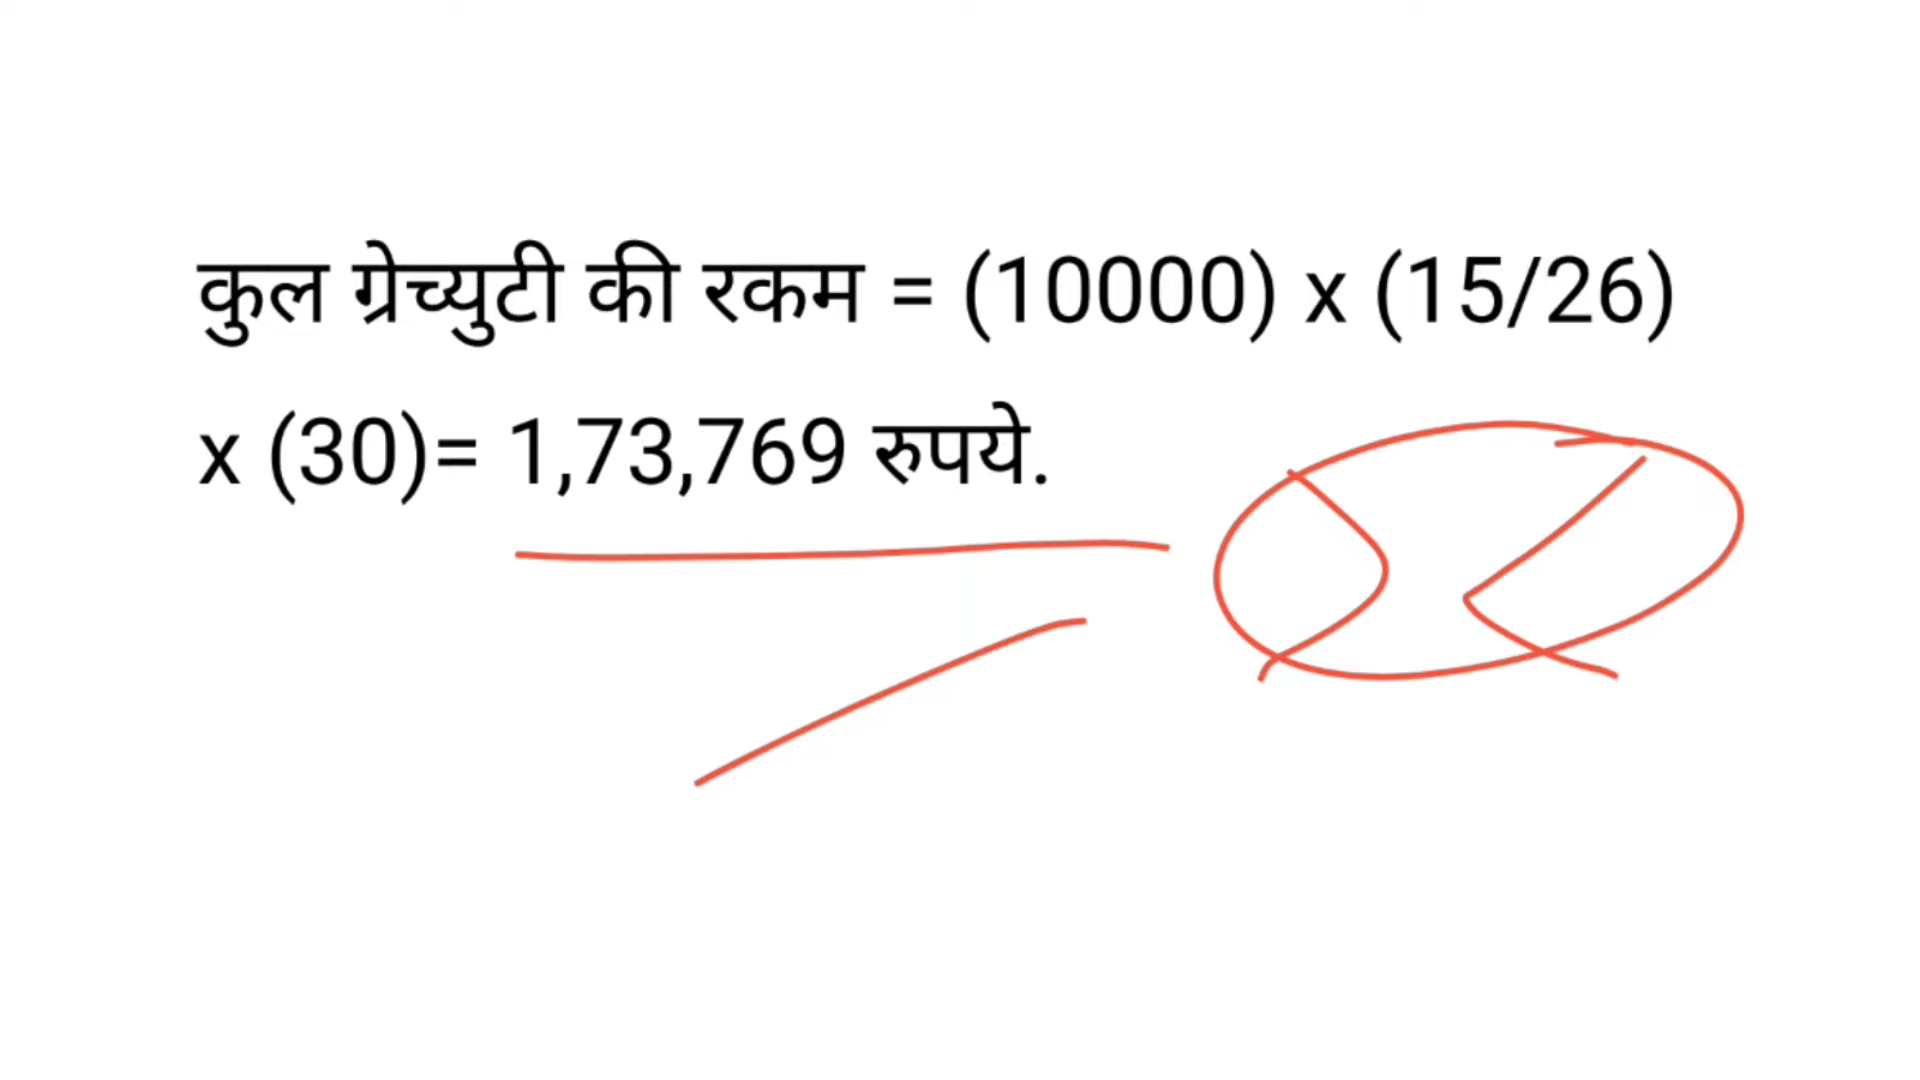 कुल ग्रेच्युटी की रकम = (10000) x (15/26)
x (30)= 1,73,769 रुपये.